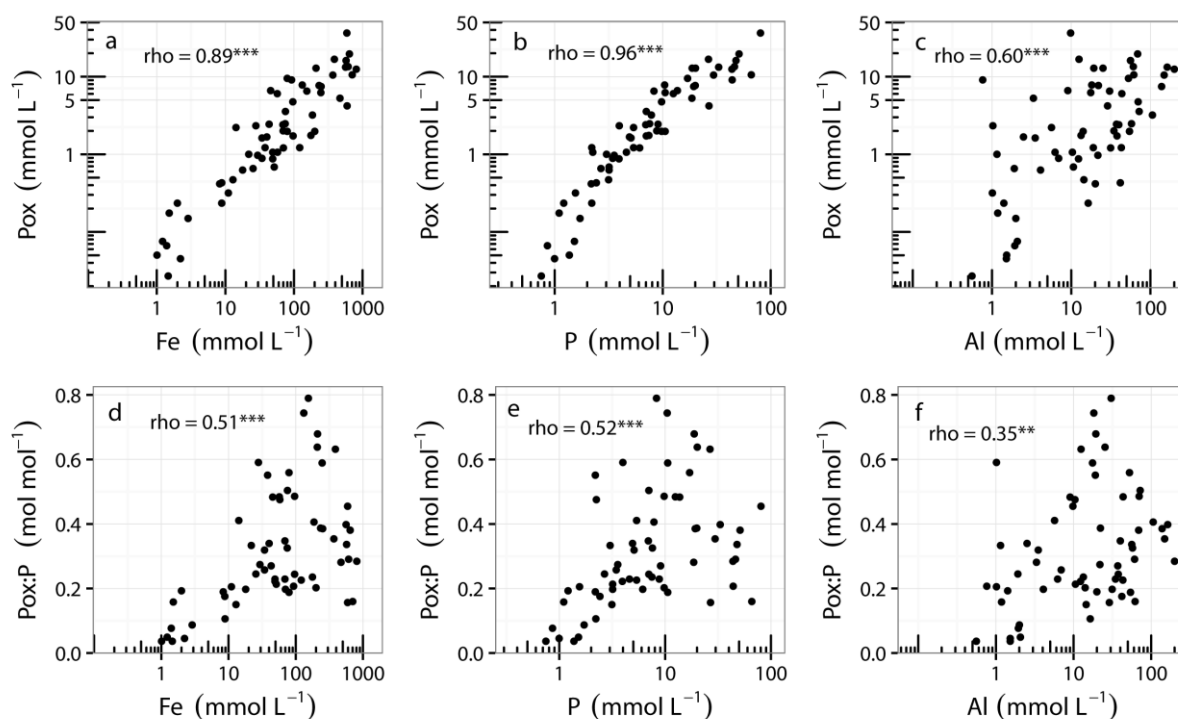 a
rho = 0.89***
Pox (mmol L⁻¹)
50
10
5
1
1
10
100
1000
Fe (mmol L⁻¹)
b
rho = 0.96***
50
10
5
1
1
10
100
P (mmol L⁻¹)
c
rho = 0.60***
50
10
5
1
1
10
100
Al (mmol L⁻¹)
d
rho = 0.51***
Pox:P (mol mol⁻¹)
0.8
0.6
0.4
0.2
0.0
1
10
100
1000
Fe (mmol L⁻¹)
e
rho = 0.52***
0.8
0.6
0.4
0.2
0.0
1
10
100
P (mmol L⁻¹)
f
rho = 0.35**
0.8
0.6
0.4
0.2
0.0
1
10
100
Al (mmol L⁻¹)
Pox (mmol L⁻¹)
Pox (mmol L⁻¹)
Pox:P (mol mol⁻¹)
Pox:P (mol mol⁻¹)